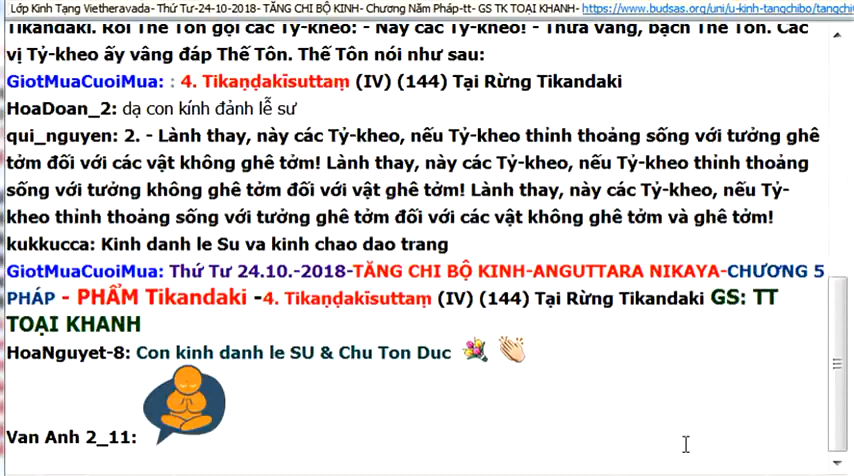 Lớp Kinh Tạng Vietheravada- Thứ Tư-24-10-2018- TĂNG CHI BỘ KINH- Chương Năm Pháp-tt- GS TK TOẠI KHANH- https://www.budsas.org/uni/u-kinh-tangchibo/tangchi
Tikandaki. Rồi Thế Tôn gọi các Tỷ-kheo: - Này các Tỷ-kheo! - Thưa vâng, bạch Thế Tôn. Các
vị Tỷ-kheo ấy vâng đáp Thế Tôn. Thế Tôn nói như sau:
GiotMuaCuoiMua: : 4. Tikaṇḍakīsuttaṃ (IV) (144) Tại Rừng Tikandaki
HoaDoan_2: dạ con kính đảnh lễ sư
qui_nguyen: 2. - Lành thay, này các Tỷ-kheo, nếu Tỷ-kheo thỉnh thoảng sống với tưởng ghê
tởm đối với các vật không ghê tởm! Lành thay, này các Tỷ-kheo, nếu Tỷ-kheo thỉnh thoảng
sống với tưởng không ghê tởm đối với vật ghê tởm! Lành thay, này các Tỷ-kheo, nếu Tỷ-
kheo thỉnh thoảng sống với tưởng ghê tởm đối với các vật không ghê tởm và ghê tởm!
kukkucca: Kinh danh le Su va kinh chao dao trang
GiotMuaCuoiMua: Thứ Tư 24.10.-2018-TĂNG CHI BỘ KINH-ANGUTTARA NIKAYA-CHƯƠNG 5
PHÁP - PHẨM Tikandaki -4. Tikaṇḍakīsuttaṃ (IV) (144) Tại Rừng Tikandaki GS: TT
TOẠI KHANH
HoaNguyet-8: Con kinh danh le SU & Chu Ton Duc
Van Anh 2_11: